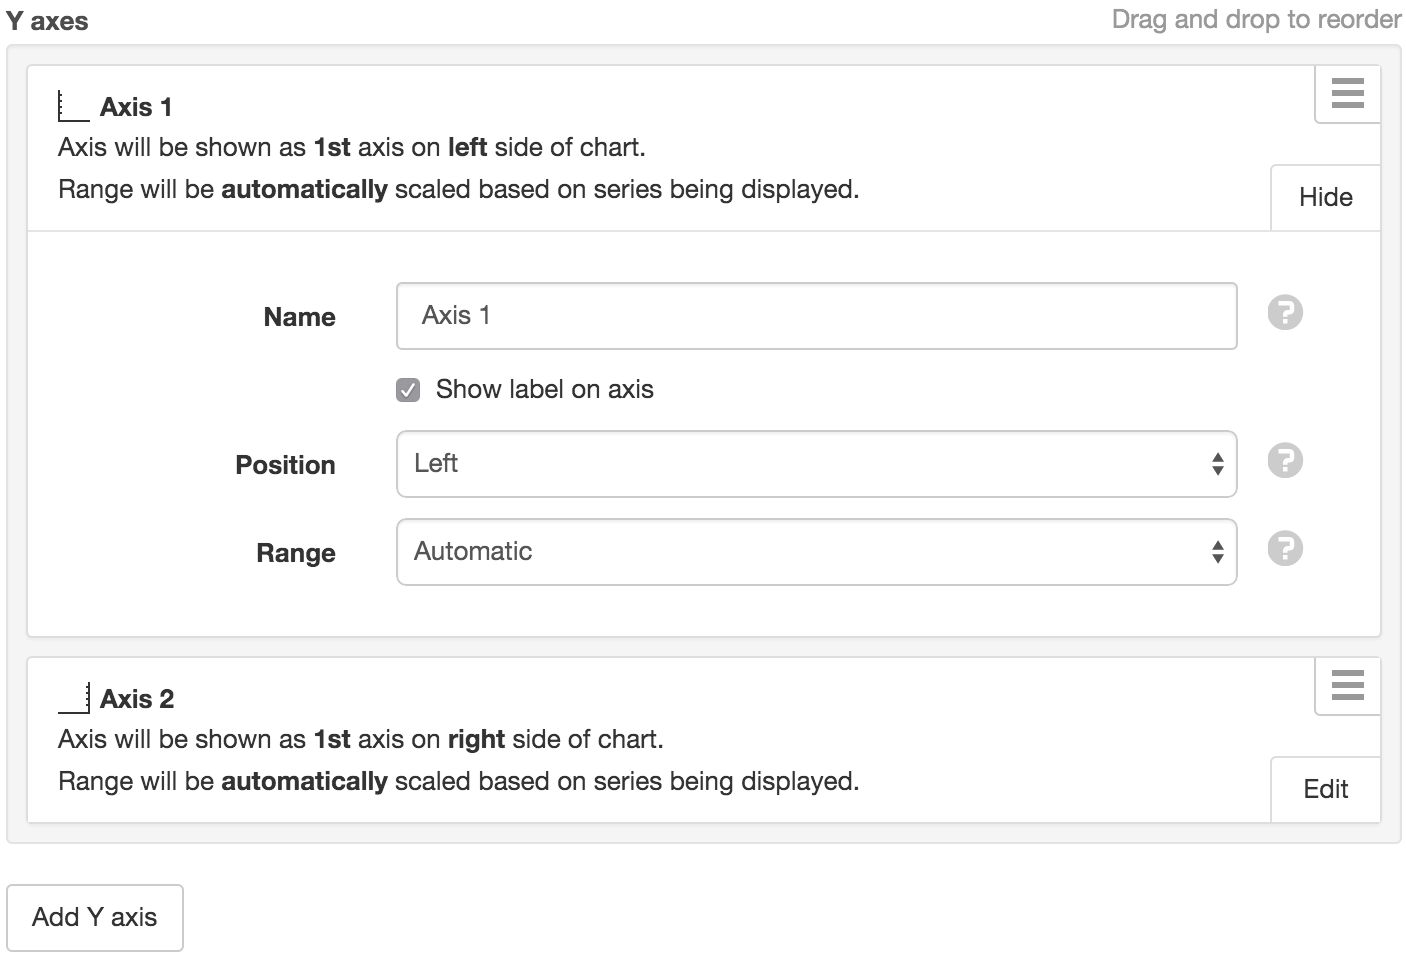 Y axes
Drag and drop to reorder
Axis 1
Axis will be shown as 1st axis on left side of chart.
Range will be automatically scaled based on series being displayed.
Hide
Name
Axis 1
?
Show label on axis
Position
Left
?
Range
Automatic
?
Axis 2
Axis will be shown as 1st axis on right side of chart.
Range will be automatically scaled based on series being displayed.
Edit
Add Y axis